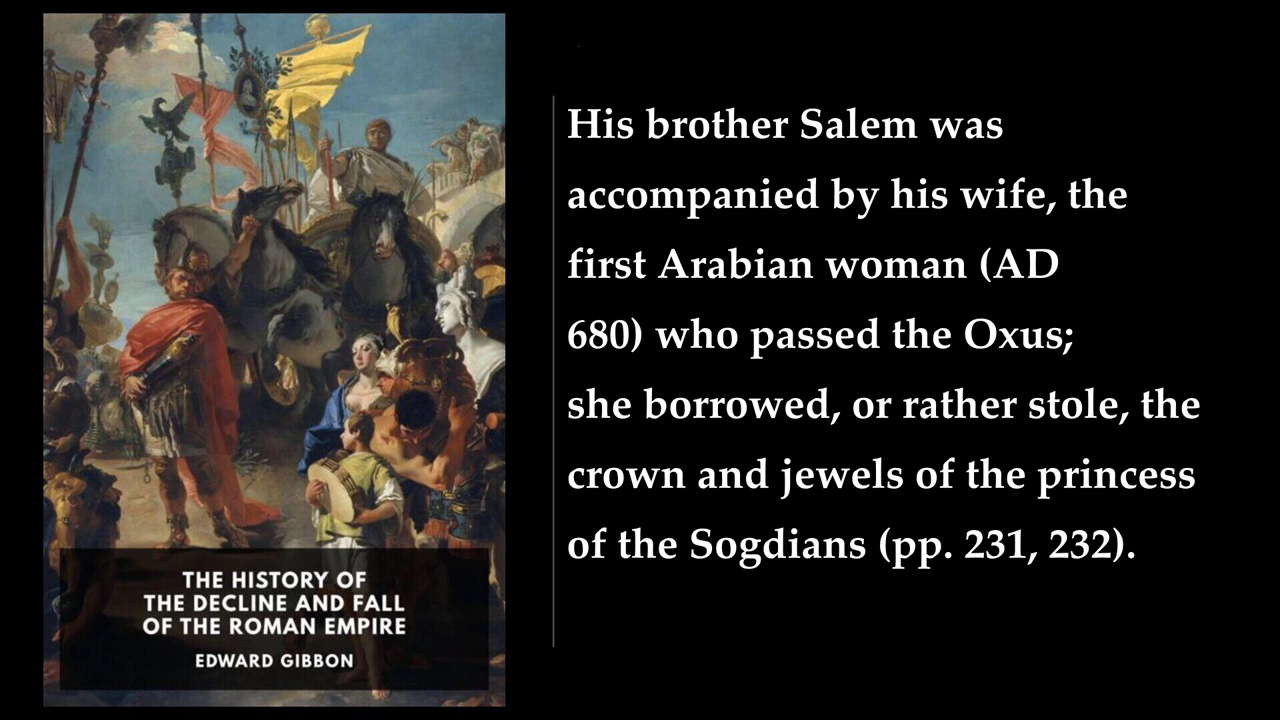 THE HISTORY OF
THE DECLINE AND FALL
OF THE ROMAN EMPIRE
EDWARD GIBBON
His brother Salem was
accompanied by his wife, the
first Arabian woman (AD
680) who passed the Oxus;
she borrowed, or rather stole, the
crown and jewels of the princess
of the Sogdians (pp. 231, 232).